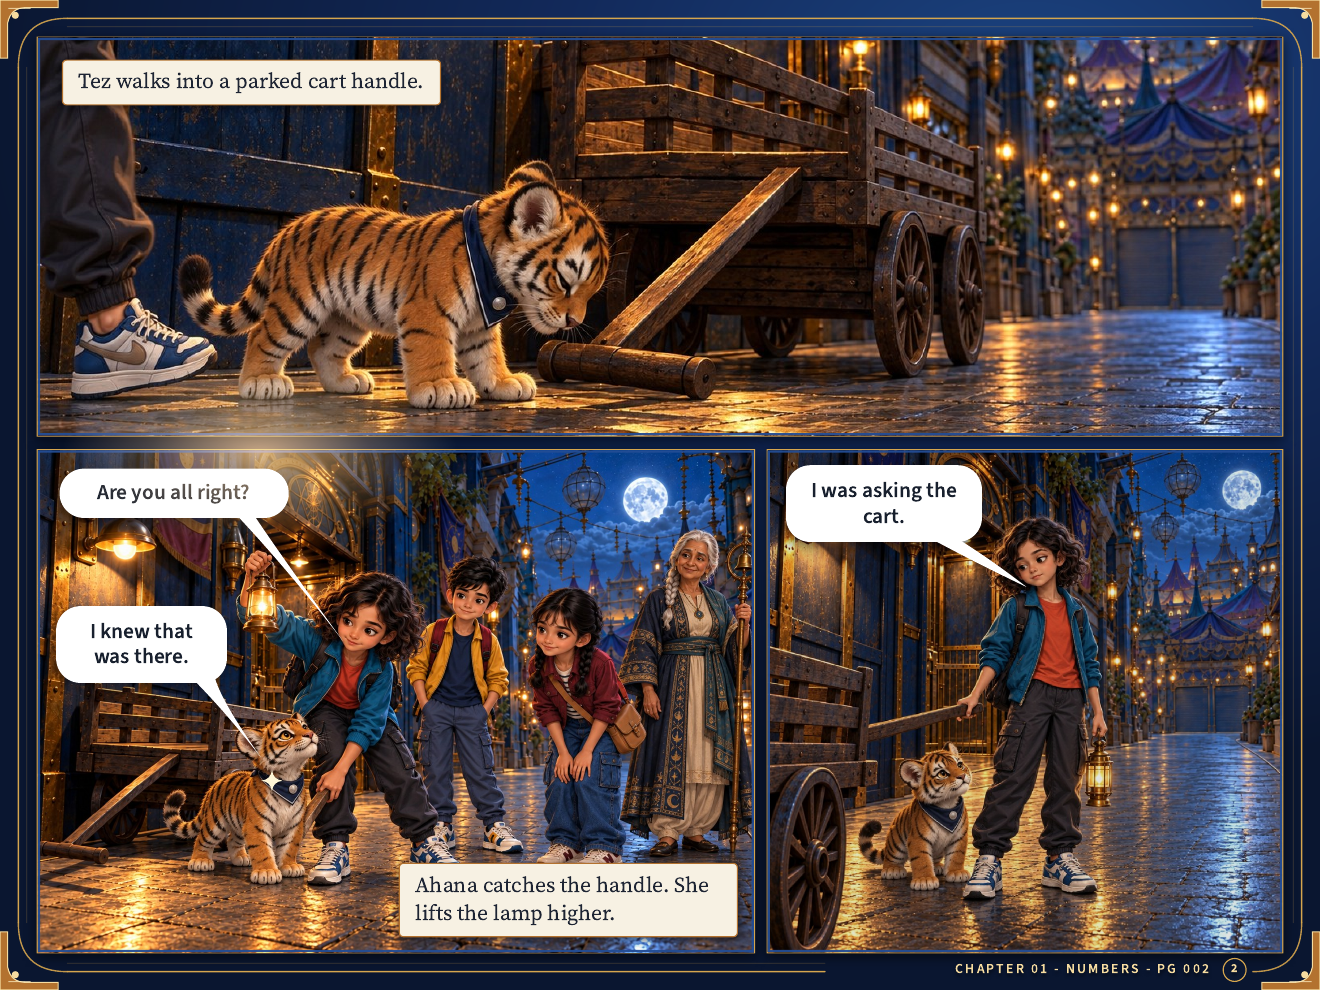 Tez walks into a parked cart handle.
Are you all right?
I knew that
was there.
Ahana catches the handle. She
lifts the lamp higher.
I was asking the
cart.
CHAPTER 01 - NUMBERS - PG 002 2